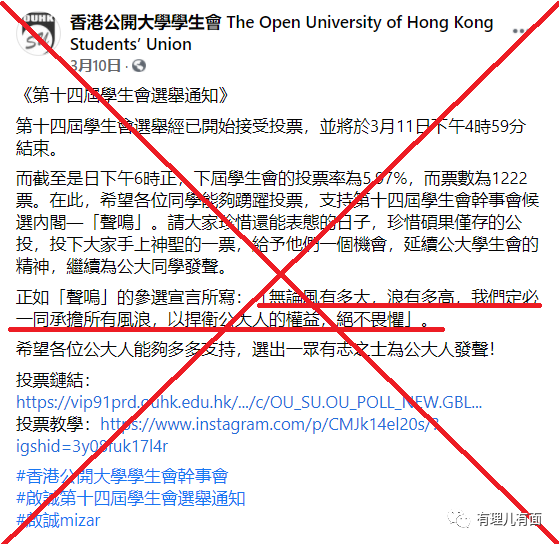 OUHK
SU
香港公開大學學生會 The Open University of Hong Kong
Students' Union
3月10日
《第十四屆學生會選舉通知》
第十四屆學生會選舉經已開始接受投票，並將於3月11日下午4時59分
結束。
而截至是日下午6時正，下屆學生會的投票率為5.97%，而票數為1222
票。在此，希望各位同學能夠踴躍投票，支持第十四屆學生會幹事會候
選內閣—「聲鳴」。請大家珍惜還能表態的日子，珍惜碩果僅存的公
投，投下大家手上神聖的一票，給予他們一個機會，延續公大學生會的
精神，繼續為公大同學發聲。
正如「聲鳴」的參選宣言所寫：「無論風有多大，浪有多高，我們定必
一同承擔所有風浪，以捍衛公大人的權益，絕不畏懼」。
希望各位公大人能夠多多支持，選出一眾有志之士為公大人發聲！
投票鏈結：
https://vip91prd.ouhk.edu.hk/.../c/OU_SU.OU_POLL_NEW.GBL...
投票教學：https://www.instagram.com/p/CMJk14el20s/?
igshid=3y08fuk17l4r
#香港公開大學學生會幹事會
#啟誠第十四屆學生會選舉通知
#啟誠mizar
有理儿有面